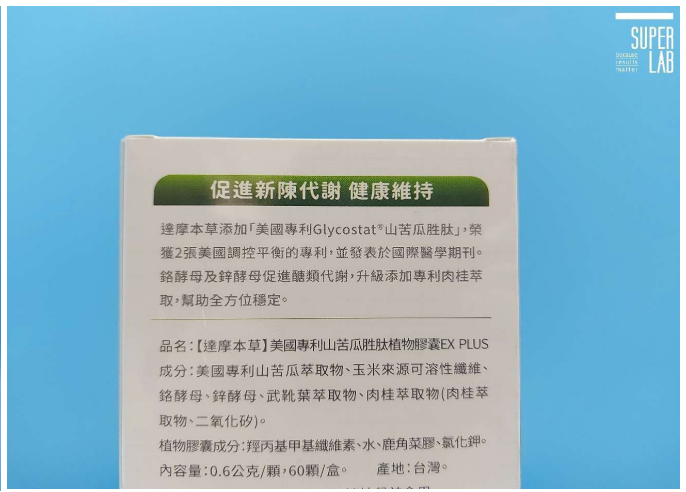 SUPER
LAB
because
results
matter
促進新陳代謝 健康維持
達摩本草添加「美國專利Glycostat®山苦瓜胜肽」,榮
獲2張美國調控平衡的專利,並發表於國際醫學期刊。
鉻酵母及鋅酵母促進醣類代謝,升級添加專利肉桂萃
取,幫助全方位穩定。
品名:【達摩本草】美國專利山苦瓜胜肽植物膠囊EX PLUS
成分:美國專利山苦瓜萃取物、玉米來源可溶性纖維、
鉻酵母、鋅酵母、武靴葉萃取物、肉桂萃取物(肉桂萃
取物、二氧化矽)。
植物膠囊成分:羥丙基甲基纖維素、水、鹿角菜膠、氯化鉀。
內容量:0.6公克/顆,60顆/盒。 產地:台灣。